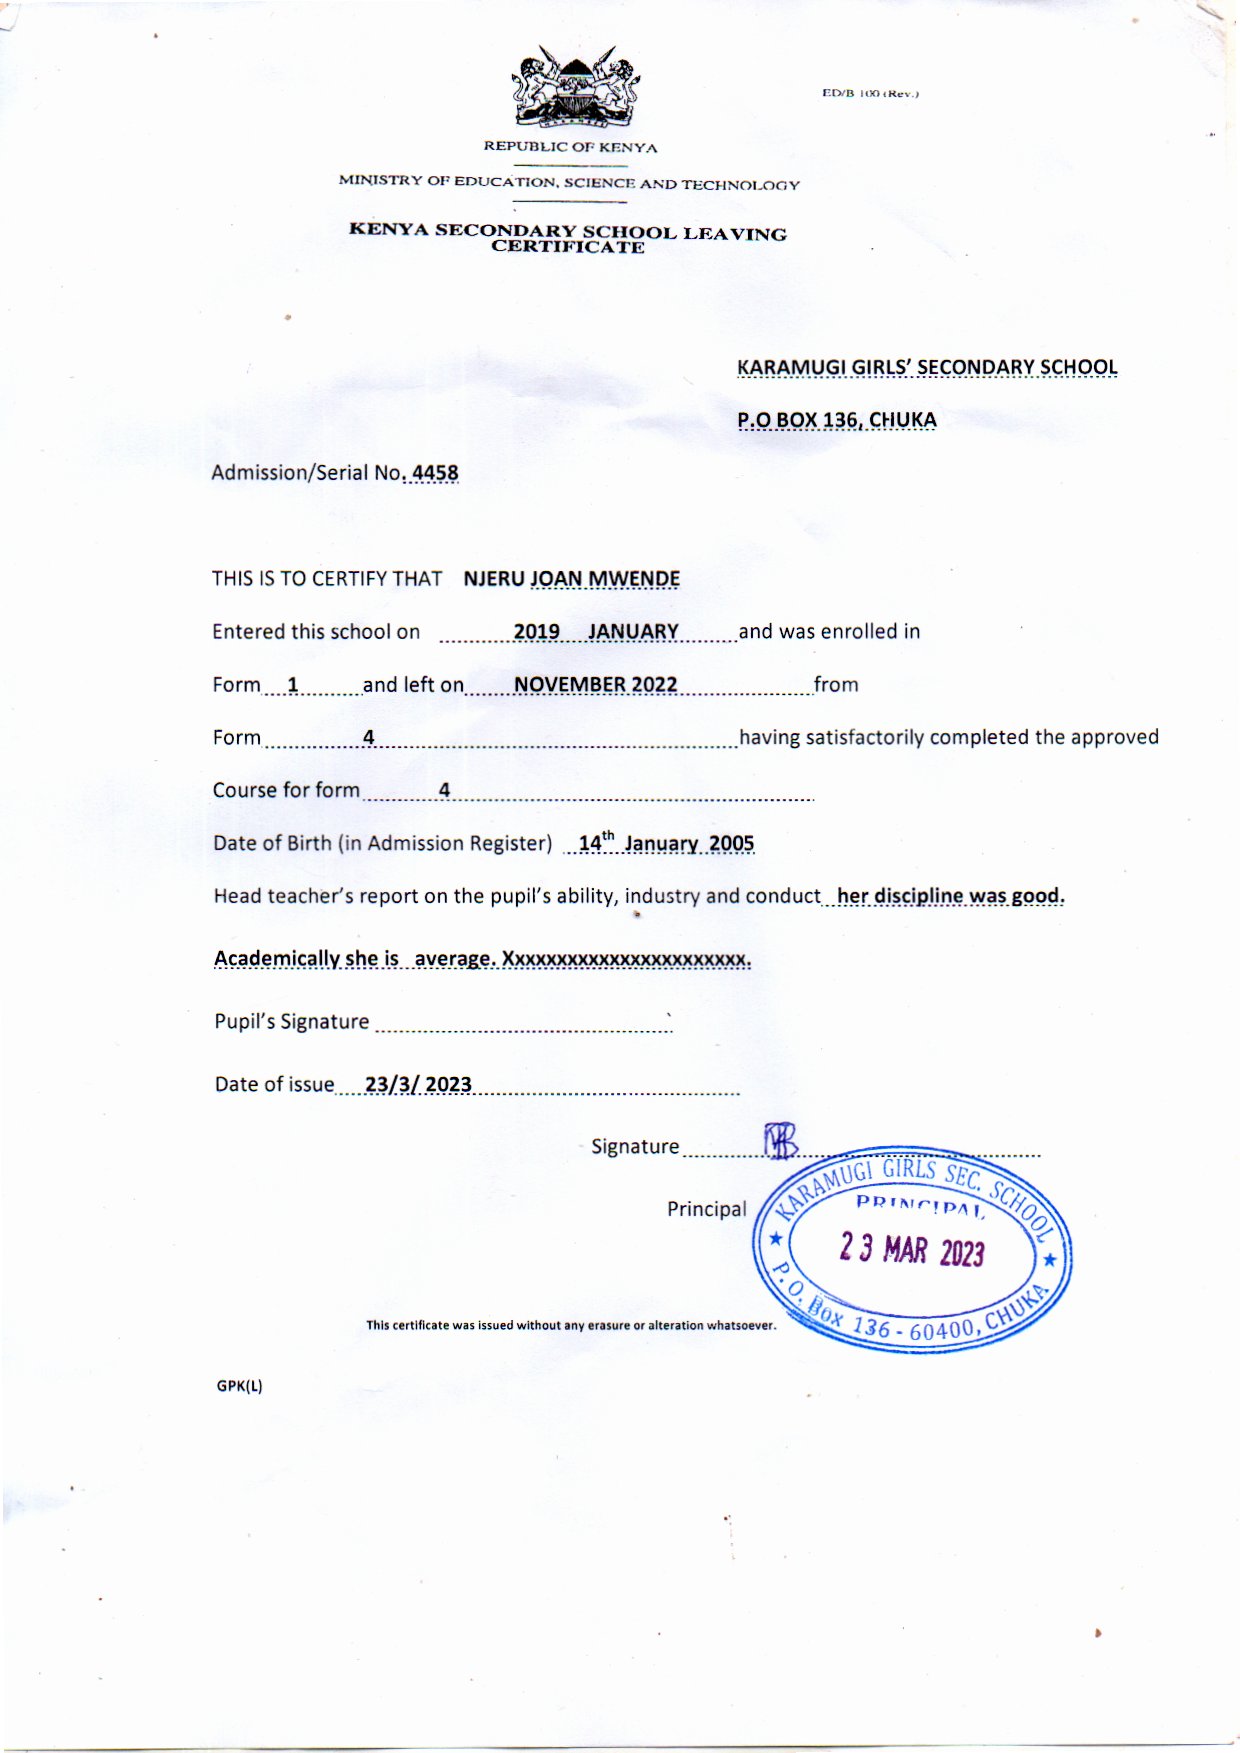 ED/B 100 (Rev.)
REPUBLIC OF KENYA
MINISTRY OF EDUCATION, SCIENCE AND TECHNOLOGY
KENYA SECONDARY SCHOOL LEAVING
CERTIFICATE
KARAMUGI GIRLS' SECONDARY SCHOOL
P.O BOX 136, CHUKA
Admission/Serial No. 4458
THIS IS TO CERTIFY THAT NJERU JOAN MWENDE
Entered this school on ..........2019....JANUARY........and was enrolled in
Form....1.........and left on.......NOVEMBER 2022...................from
Form..............4....................................................having satisfactorily completed the approved
Course for form...........4......................................................
Date of Birth (in Admission Register) ..14th January 2005
Head teacher's report on the pupil's ability, industry and conduct her discipline was good.
Academically she is average. Xxxxxxxxxxxxxxxxxxxxxxx.
Pupil's Signature ..........................................
Date of issue.....23/3/ 2023.......................................
Signature....................................................
Principal
KARAMUGI GIRLS SEC. SCHOOL
PRINCIPAL
23 MAR 2023
P.O. Box 136 - 60400, CHUKA
This certificate was issued without any erasure or alteration whatsoever.
GPK(L)